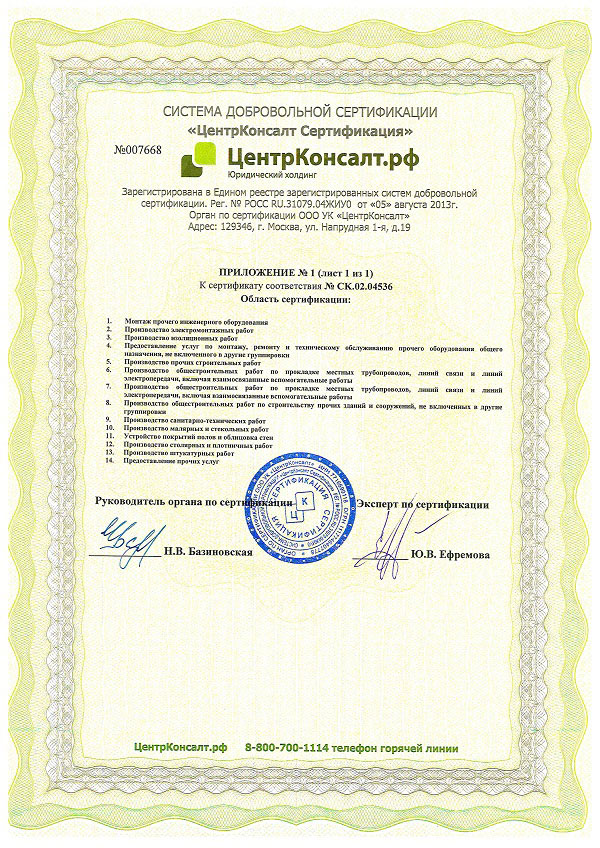 СИСТЕМА ДОБРОВОЛЬНОЙ СЕРТИФИКАЦИИ
«ЦентрКонсалт Сертификация»
№007668
ЦентрКонсалт.рф
Юридический холдинг
Зарегистрирована в Едином реестре зарегистрированных систем добровольной
сертификации. Рег. № РОСС RU.31079.04ЖИУ0 от «05» августа 2013г.
Орган по сертификации ООО УК «ЦентрКонсалт»
Адрес: 129346, г. Москва, ул. Напрудная 1-я, д.19
ПРИЛОЖЕНИЕ № 1 (лист 1 из 1)
К сертификату соответствия № СК.02.04536
Область сертификации:
1. Монтаж прочего инженерного оборудования
2. Производство электромонтажных работ
3. Производство изоляционных работ
4. Предоставление услуг по монтажу, ремонту и техническому обслуживанию прочего оборудования общего
назначения, не включенного в другие группировки
5. Производство прочих строительных работ
6. Производство общестроительных работ по прокладке местных трубопроводов, линий связи и линий
электропередачи, включая взаимосвязанные вспомогательные работы
7. Производство общестроительных работ по прокладке местных трубопроводов, линий связи и линий
электропередачи, включая взаимосвязанные вспомогательные работы
8. Производство общестроительных работ по строительству прочих зданий и сооружений, не включенных в другие
группировки
9. Производство санитарно-технических работ
10. Производство малярных и стекольных работ
11. Устройство покрытий полов и облицовка стен
12. Производство столярных и плотничных работ
13. Производство штукатурных работ
14. Предоставление прочих услуг
Руководитель органа по сертификации
Эксперт по сертификации
СЕРТИФИКАЦИЯ
СЕРТИФИКАЦИЯ
Ц К
Н.В. Базиновская
Ю.В. Ефремова
ЦентрКонсалт.рф 8-800-700-1114 телефон горячей линии